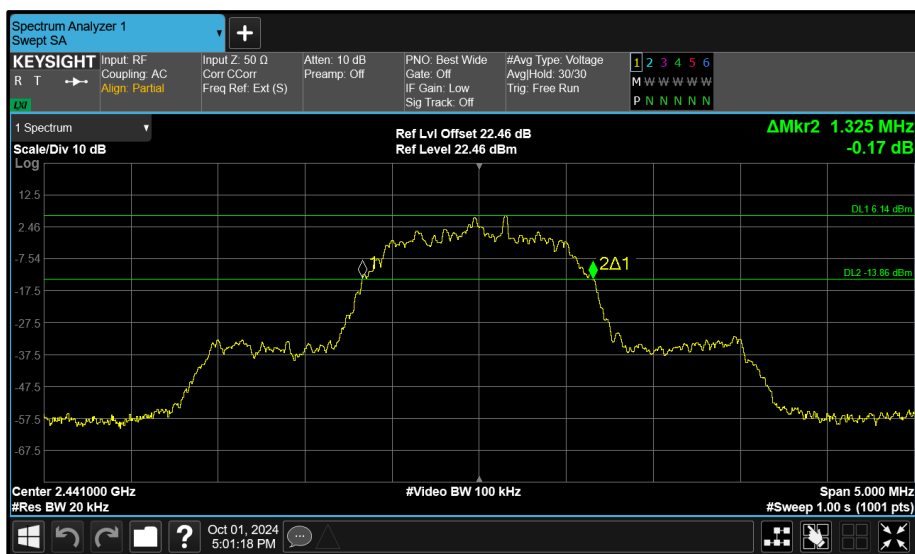 Spectrum Analyzer 1
Swept SA
+
KEYSIGHT
R T
LXI
Input: RF
Coupling: AC
Align: Partial
Input Z: 50 Ω
Corr CCorr
Freq Ref: Ext (S)
Atten: 10 dB
Preamp: Off
PNO: Best Wide
Gate: Off
IF Gain: Low
Sig Track: Off
#Avg Type: Voltage
Avg|Hold: 30/30
Trig: Free Run
1 2 3 4 5 6
M W W W W W
P N N N N N
1 Spectrum
Scale/Div 10 dB
Ref Lvl Offset 22.46 dB
Ref Level 22.46 dBm
ΔMkr2 1.325 MHz
-0.17 dB
Log
12.5
2.46
-7.54
-17.5
-27.5
-37.5
-47.5
-57.5
-67.5
DL1 6.14 dBm
1
2Δ1
DL2 -13.86 dBm
Center 2.441000 GHz
#Res BW 20 kHz
#Video BW 100 kHz
Span 5.000 MHz
#Sweep 1.00 s (1001 pts)
?
Oct 01, 2024
5:01:18 PM